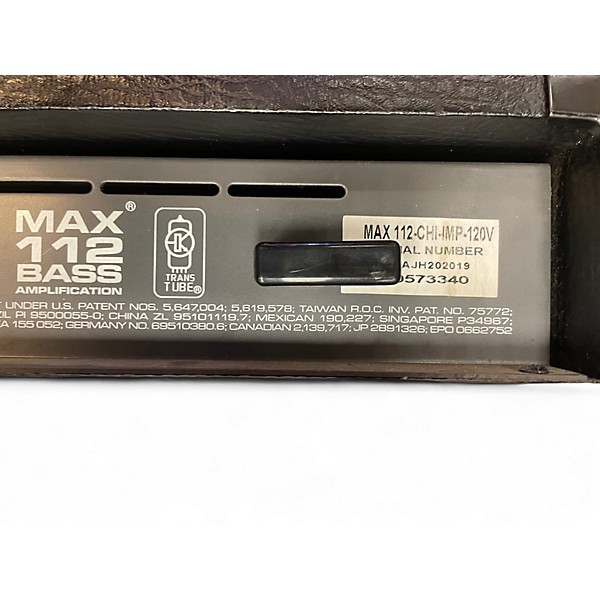 MAX®
112
BASS
AMPLIFICATION
TRANS
TUBE®
MAX 112-CHI-IMP-120V
NUMBER
AJH202019
0573340
UNDER U.S. PATENT NOS. 5,647,004; 5,619,578; TAIWAN R.O.C. INV. PAT. NO. 75772;
PI 9500055-0; CHINA ZL 95101119.7; MEXICAN 190,227; SINGAPORE P34967;
155 052; GERMANY NO. 69510380.6; CANADIAN 2,139,717; JP 2891326; EPO 0662752